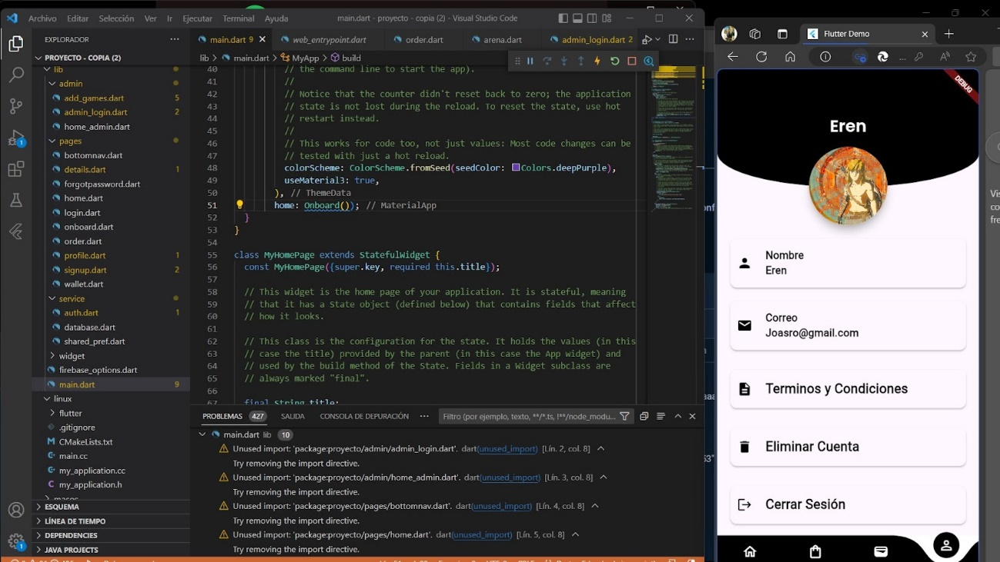 Archivo Editar Selección Ver Ir Ejecutar Terminal Ayuda
main.dart - proyecto - copia (2) - Visual Studio Code
EXPLORADOR
PROYECTO - COPIA (2)
lib
admin
add_games.dart 5
admin_login.dart 2
home_admin.dart
pages
bottomnav.dart
details.dart 1
forgotpassword.dart
home.dart
login.dart
onboard.dart
order.dart
profile.dart 1
signup.dart 2
wallet.dart
service
auth.dart 1
database.dart
shared_pref.dart
widget
firebase_options.dart
main.dart 9
linux
flutter
.gitignore
CMakeLists.txt
main.cc
my_application.cc
my_application.h
ESQUEMA
LÍNEA DE TIEMPO
DEPENDENCIES
JAVA PROJECTS
main.dart 9 web_entrypoint.dart order.dart arena.dart admin_login.dart 2
lib > main.dart > MyApp > build
40 // the command line to start the app).
41 //
42 // Notice that the counter didn't reset back to zero; the application
43 // state is not lost during the reload. To reset the state, use hot
44 // restart instead.
45 //
46 // This works for code too, not just values: Most code changes can be
47 // tested with just a hot reload.
48 colorScheme: ColorScheme.fromSeed(seedColor: Colors.deepPurple),
49 useMaterial3: true,
50 ), // ThemeData
51 home: Onboard()); // MaterialApp
52 }
53 }
54
55 class MyHomePage extends StatefulWidget {
56 const MyHomePage({super.key, required this.title});
57
58 // This widget is the home page of your application. It is stateful, meaning
59 // that it has a State object (defined below) that contains fields that affect
60 // how it looks.
61
62 // This class is the configuration for the state. It holds the values (in this
63 // case the title) provided by the parent (in this case the App widget) and
64 // used by the build method of the State. Fields in a Widget subclass are
65 // always marked "final".
66
67 final String title;
PROBLEMAS 427 SALIDA CONSOLA DE DEPURACIÓN ... Filtro (por ejemplo, texto, **/*.ts, !**/node_modu...
main.dart lib 10
Unused import: 'package:proyecto/admin/admin_login.dart'. dart(unused_import) [Lín. 2, col. 8]
Try removing the import directive.
Unused import: 'package:proyecto/admin/home_admin.dart'. dart(unused_import) [Lín. 3, col. 8]
Try removing the import directive.
Unused import: 'package:proyecto/pages/bottomnav.dart'. dart(unused_import) [Lín. 4, col. 8]
Try removing the import directive.
Unused import: 'package:proyecto/pages/home.dart'. dart(unused_import) [Lín. 5, col. 8]
Try removing the import directive.
Flutter Demo
DEBUG
Eren
Nombre
Eren
Correo
Joasro@gmail.com
Terminos y Condiciones
Eliminar Cuenta
Cerrar Sesión